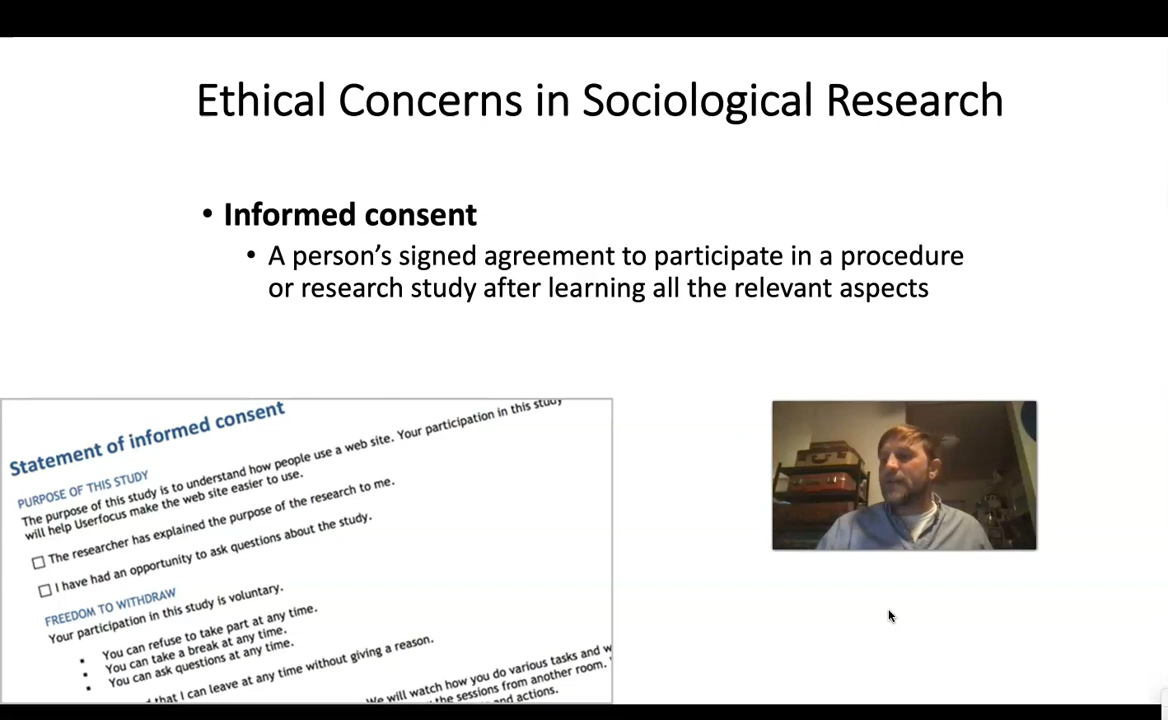 Ethical Concerns in Sociological Research
• Informed consent
• A person’s signed agreement to participate in a procedure
or research study after learning all the relevant aspects
Statement of informed consent
PURPOSE OF THIS STUDY
The purpose of this study is to understand how people use a web site. Your participation in this study
will help Userfocus make the web site easier to use.
The researcher has explained the purpose of the research to me.
I have had an opportunity to ask questions about the study.
FREEDOM TO WITHDRAW
Your participation in this study is voluntary.
You can refuse to take part at any time.
You can take a break at any time.
You can ask questions at any time.
that I can leave at any time without giving a reason.
We will watch how you do various tasks and
the sessions from another room.
and actions.